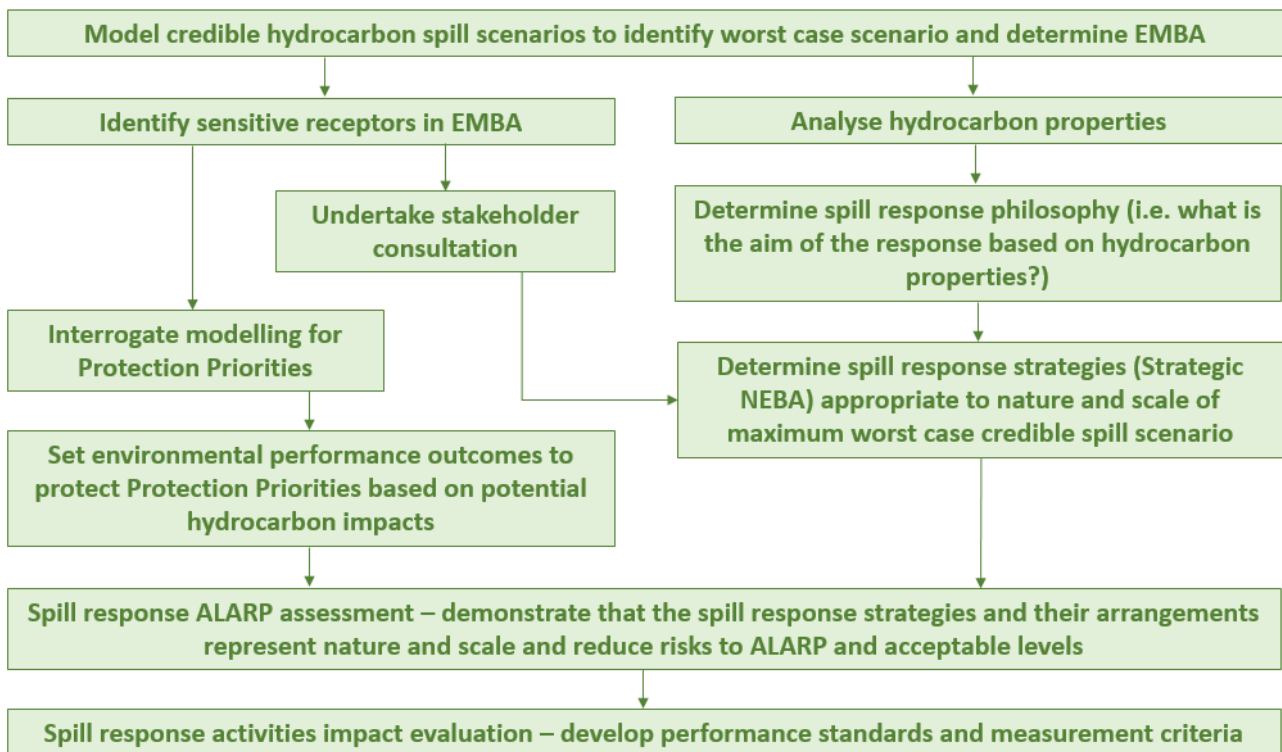 Model credible hydrocarbon spill scenarios to identify worst case scenario and determine EMBA
Identify sensitive receptors in EMBA
Analyse hydrocarbon properties
Undertake stakeholder
consultation
Determine spill response philosophy (i.e. what is
the aim of the response based on hydrocarbon
properties?)
Interrogate modelling for
Protection Priorities
Determine spill response strategies (Strategic
NEBA) appropriate to nature and scale of
maximum worst case credible spill scenario
Set environmental performance outcomes to
protect Protection Priorities based on potential
hydrocarbon impacts
Spill response ALARP assessment – demonstrate that the spill response strategies and their arrangements
represent nature and scale and reduce risks to ALARP and acceptable levels
Spill response activities impact evaluation – develop performance standards and measurement criteria